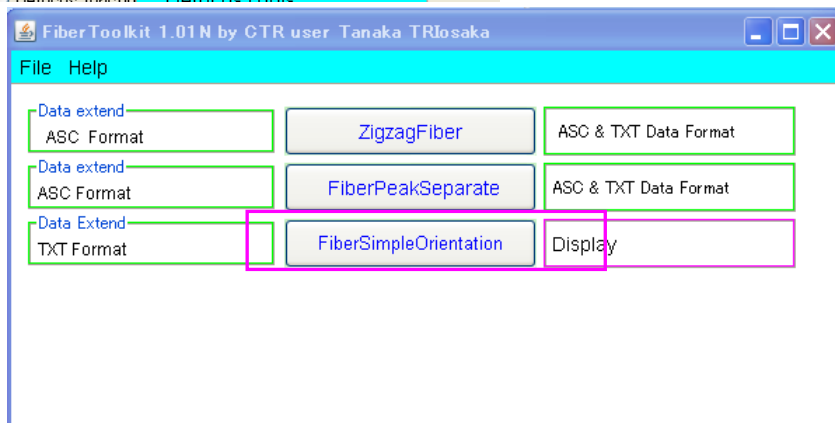 FiberToolkit 1.01N by CTR user Tanaka TRIosaka
File Help
Data extend
ASC Format
ZigzagFiber
ASC & TXT Data Format
Data extend
ASC Format
FiberPeakSeparate
ASC & TXT Data Format
Data Extend
TXT Format
FiberSimpleOrientation
Display